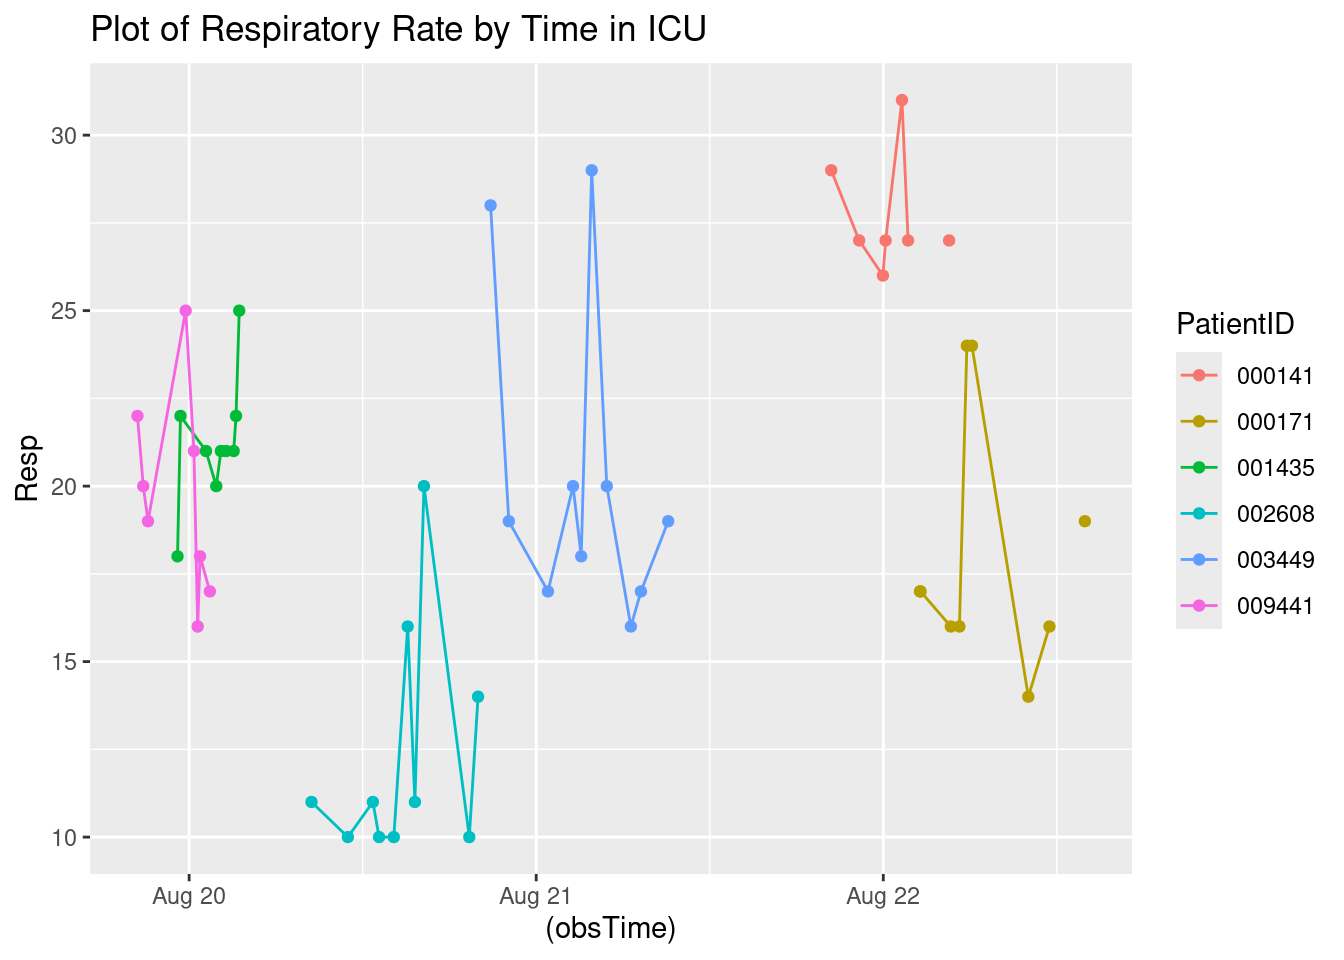 Plot of Respiratory Rate by Time in ICU
30
25
20
15
10
Resp
Aug 20
Aug 21
Aug 22
(obsTime)
PatientID
000141
000171
001435
002608
003449
009441